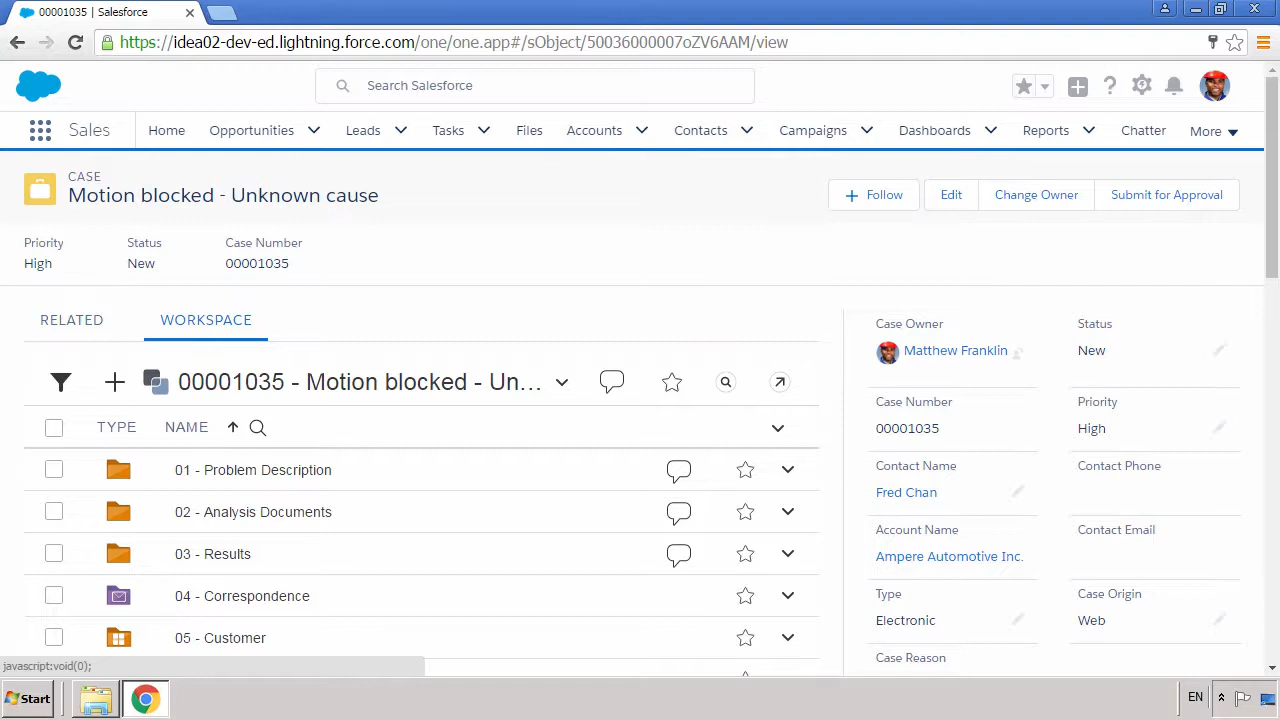 00001035 | Salesforce
https://idea02-dev-ed.lightning.force.com/one/one.app#/sObject/50036000007oZV6AAM/view
Search Salesforce
Sales
Home
Opportunities
Leads
Tasks
Files
Accounts
Contacts
Campaigns
Dashboards
Reports
Chatter
More
CASE
Motion blocked - Unknown cause
Follow
Edit
Change Owner
Submit for Approval
Priority
Status
Case Number
High
New
00001035
RELATED
WORKSPACE
00001035 - Motion blocked - Un...
TYPE
NAME
01 - Problem Description
02 - Analysis Documents
03 - Results
04 - Correspondence
05 - Customer
Case Owner
Matthew Franklin
Status
New
Case Number
00001035
Priority
High
Contact Name
Fred Chan
Contact Phone
Account Name
Ampere Automotive Inc.
Contact Email
Type
Electronic
Case Origin
Web
Case Reason
javascript:void(0);
Start
EN